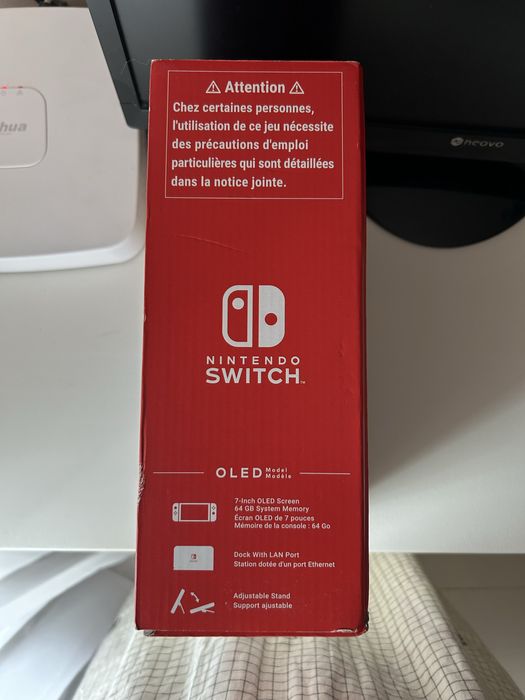 ⚠ Attention ⚠
Chez certaines personnes,
l'utilisation de ce jeu nécessite
des précautions d'emploi
particulières qui sont détaillées
dans la notice jointe.
hua
neovo
NINTENDO
SWITCH™
OLED Model
Modèle
7-Inch OLED Screen
64 GB System Memory
Écran OLED de 7 pouces
Mémoire de la console : 64 Go
Dock With LAN Port
Station dotée d'un port Ethernet
Adjustable Stand
Support ajustable